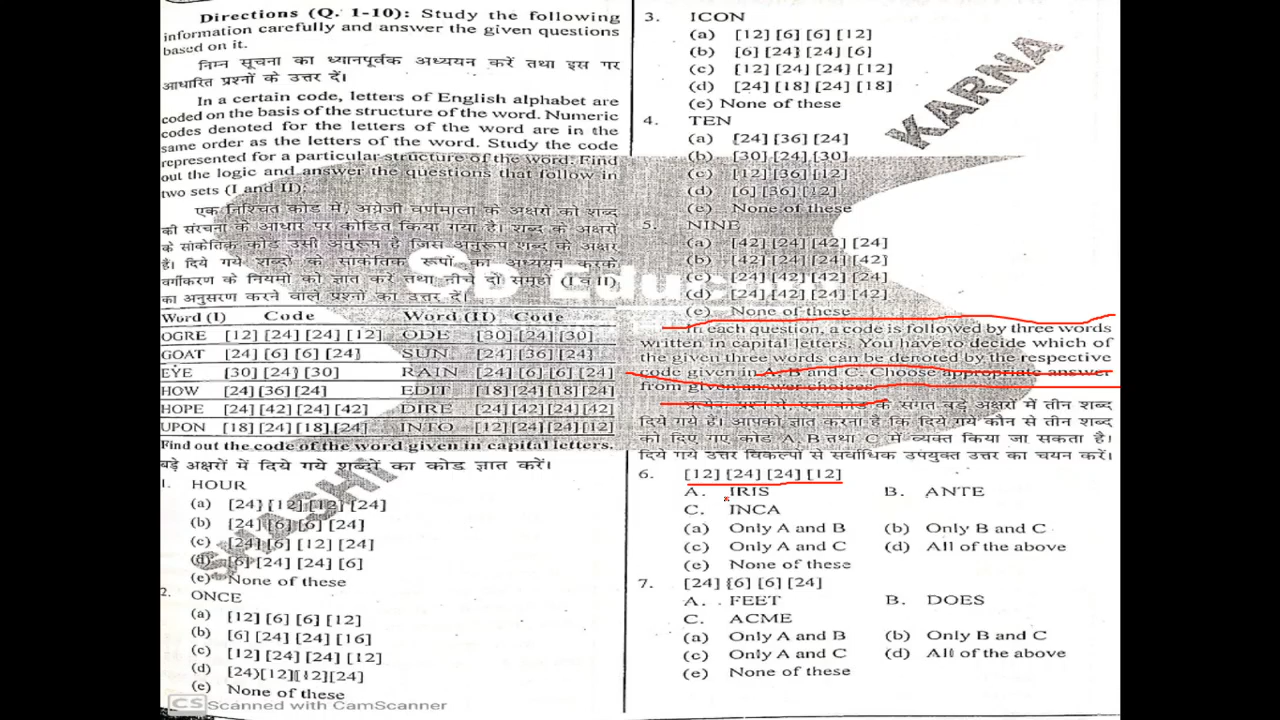 Directions (Q. 1-10): Study the following
information carefully and answer the given questions
based on it.
निम्न सूचना का ध्यानपूर्वक अध्ययन करें तथा इस पर
आधारित प्रश्नों के उत्तर दें।
In a certain code, letters of English alphabet are
coded on the basis of the structure of the word. Numeric
codes denoted for the letters of the word are in the
same order as the letters of the word. Study the code
represented for a particular structure of the word. Find
out the logic and answer the questions that follow in
two sets (I and II):
एक निश्चित कोड में, अंग्रेजी वर्णमाला के अक्षरों को शब्द
की संरचना के आधार पर कोडित किया गया है। शब्द के अक्षरों
के सांकेतिक कोड उसी अनुरूप है जिस अनुरूप शब्द के अक्षर
हैं। दिये गये शब्दों के सांकेतिक रूपों का अध्ययन करके
वर्गीकरण के नियमों को ज्ञात करें तथा नीचे दो समूहों (I व II)
का अनुसरण करने वाले प्रश्नों का उत्तर दें।
Word (I) Code Word (II) Code
OGRE [12] [24] [24] [12] ODE [30] [24] [30]
GOAT [24] [6] [6] [24] SUN [24] [36] [24]
EYE [30] [24] [30] RAIN [24] [6] [6] [24]
HOW [24] [36] [24] EDIT [18] [24] [18] [24]
HOPE [24] [42] [24] [42] DIRE [24] [42] [24] [42]
UPON [18] [24] [18] [24] INTO [12] [24] [24] [12]
Find out the code of the word given in capital letters.
बड़े अक्षरों में दिये गये शब्दों का कोड ज्ञात करें।
1. HOUR
(a) [24] [12] [12] [24]
(b) [24] [6] [6] [24]
(c) [24] [6] [12] [24]
(d) [6] [24] [24] [6]
(e) None of these
2. ONCE
(a) [12] [6] [6] [12]
(b) [6] [24] [24] [16]
(c) [12] [24] [24] [12]
(d) [24)[12][12][24]
(e) None of these
CS Scanned with CamScanner
3. ICON
(a) [12] [6] [6] [12]
(b) [6] [24] [24] [6]
(c) [12] [24] [24] [12]
(d) [24] [18] [24] [18]
(e) None of these
4. TEN
(a) [24] [36] [24]
(b) [30] [24] [30]
(c) [12] [36] [12]
(d) [6] [36] [12]
(e) None of these
5. NINE
(a) [42] [24] [42] [24]
(b) [42] [24] [24] [42]
(c) [24] [42] [42] [24]
(d) [24] [42] [24] [42]
(e) None of these
In each question, a code is followed by three words
written in capital letters. You have to decide which of
the given three words can be denoted by the respective
code given in A, B and C. Choose appropriate answer
from given answer choices
प्रत्येक प्रश्न में, एक कोड के संगत बड़े अक्षरों में तीन शब्द
दिये गये हैं। आपको ज्ञात करना है कि दिये गये कौन से तीन शब्द
को दिए गए कोड A, B तथा C में व्यक्त किया जा सकता है।
दिये गये उत्तर विकल्पों से सर्वाधिक उपयुक्त उत्तर का चयन करें।
6. [12] [24] [24] [12]
A. IRIS B. ANTE
C. INCA
(a) Only A and B (b) Only B and C
(c) Only A and C (d) All of the above
(e) None of these
7. [24] [6] [6] [24]
A. FEET B. DOES
C. ACME
(a) Only A and B (b) Only B and C
(c) Only A and C (d) All of the above
(e) None of these
KARNA
SHASHI